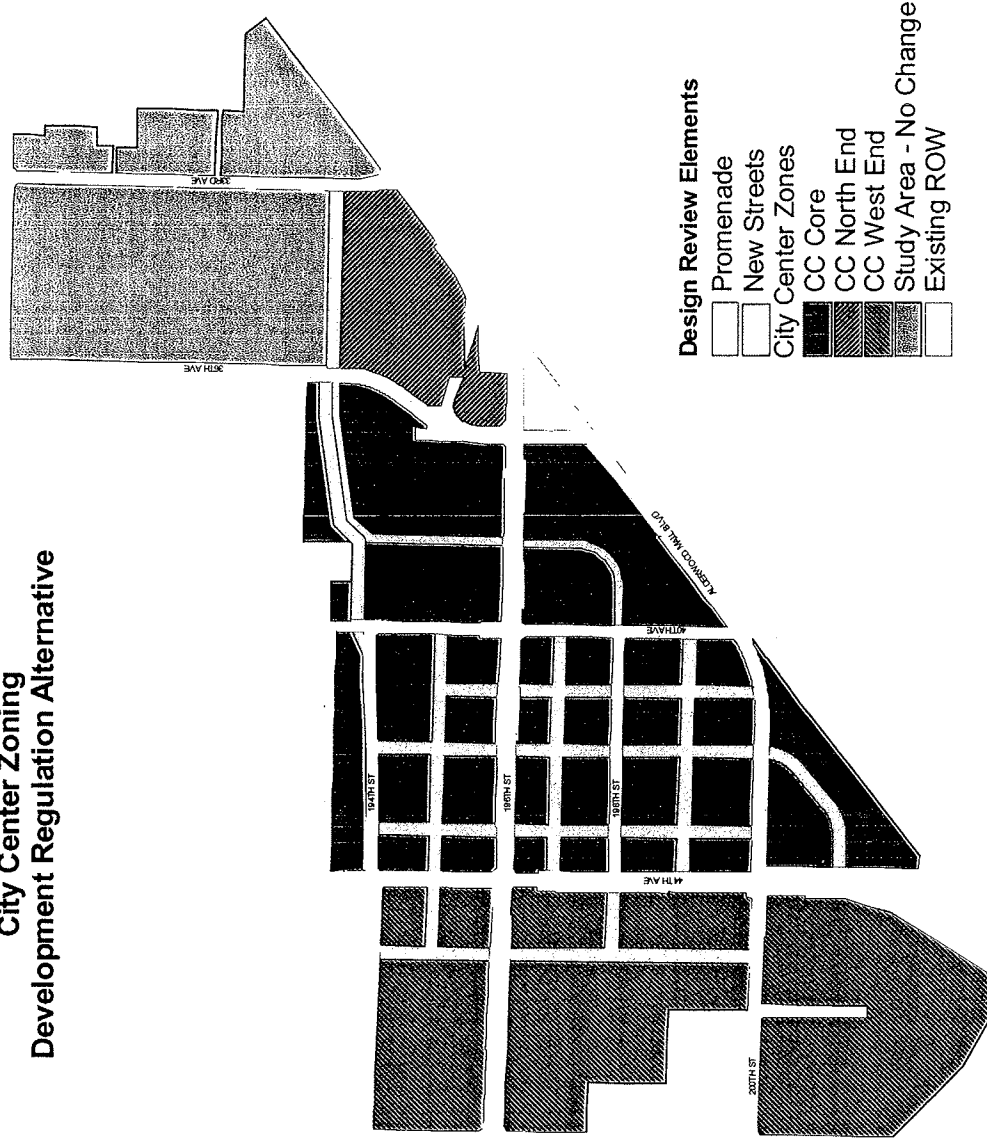 City Center Zoning
Development Regulation Alternative
33RD AVE
36TH AVE
ALDERWOOD MALL BLVD
40TH AVE
194TH ST
196TH ST
198TH ST
44TH AVE
200TH ST
Design Review Elements
Promenade
New Streets
City Center Zones
CC Core
CC North End
CC West End
Study Area - No Change
Existing ROW